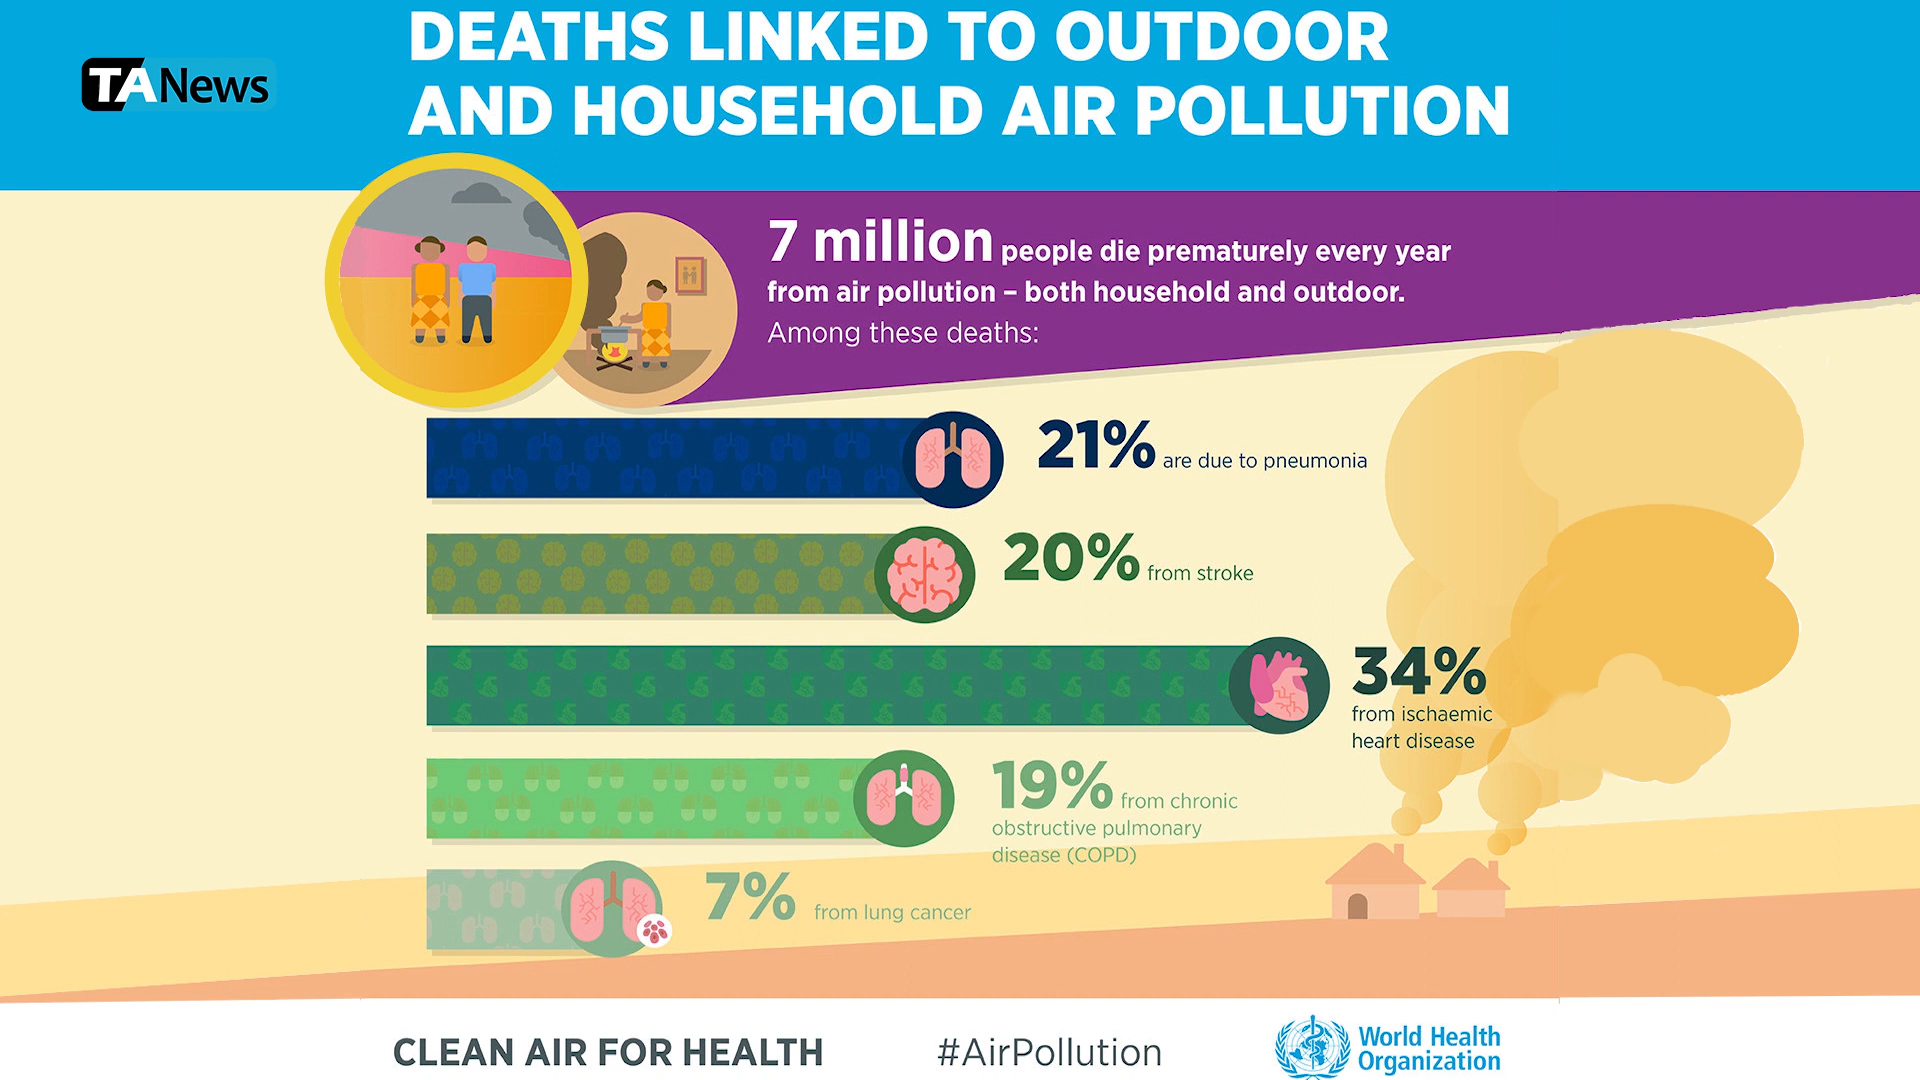 TA News
DEATHS LINKED TO OUTDOOR
AND HOUSEHOLD AIR POLLUTION
7 million people die prematurely every year
from air pollution – both household and outdoor.
Among these deaths:
21% are due to pneumonia
20% from stroke
34%
from ischaemic
heart disease
19% from chronic
obstructive pulmonary
disease (COPD)
7% from lung cancer
CLEAN AIR FOR HEALTH
#AirPollution
World Health
Organization